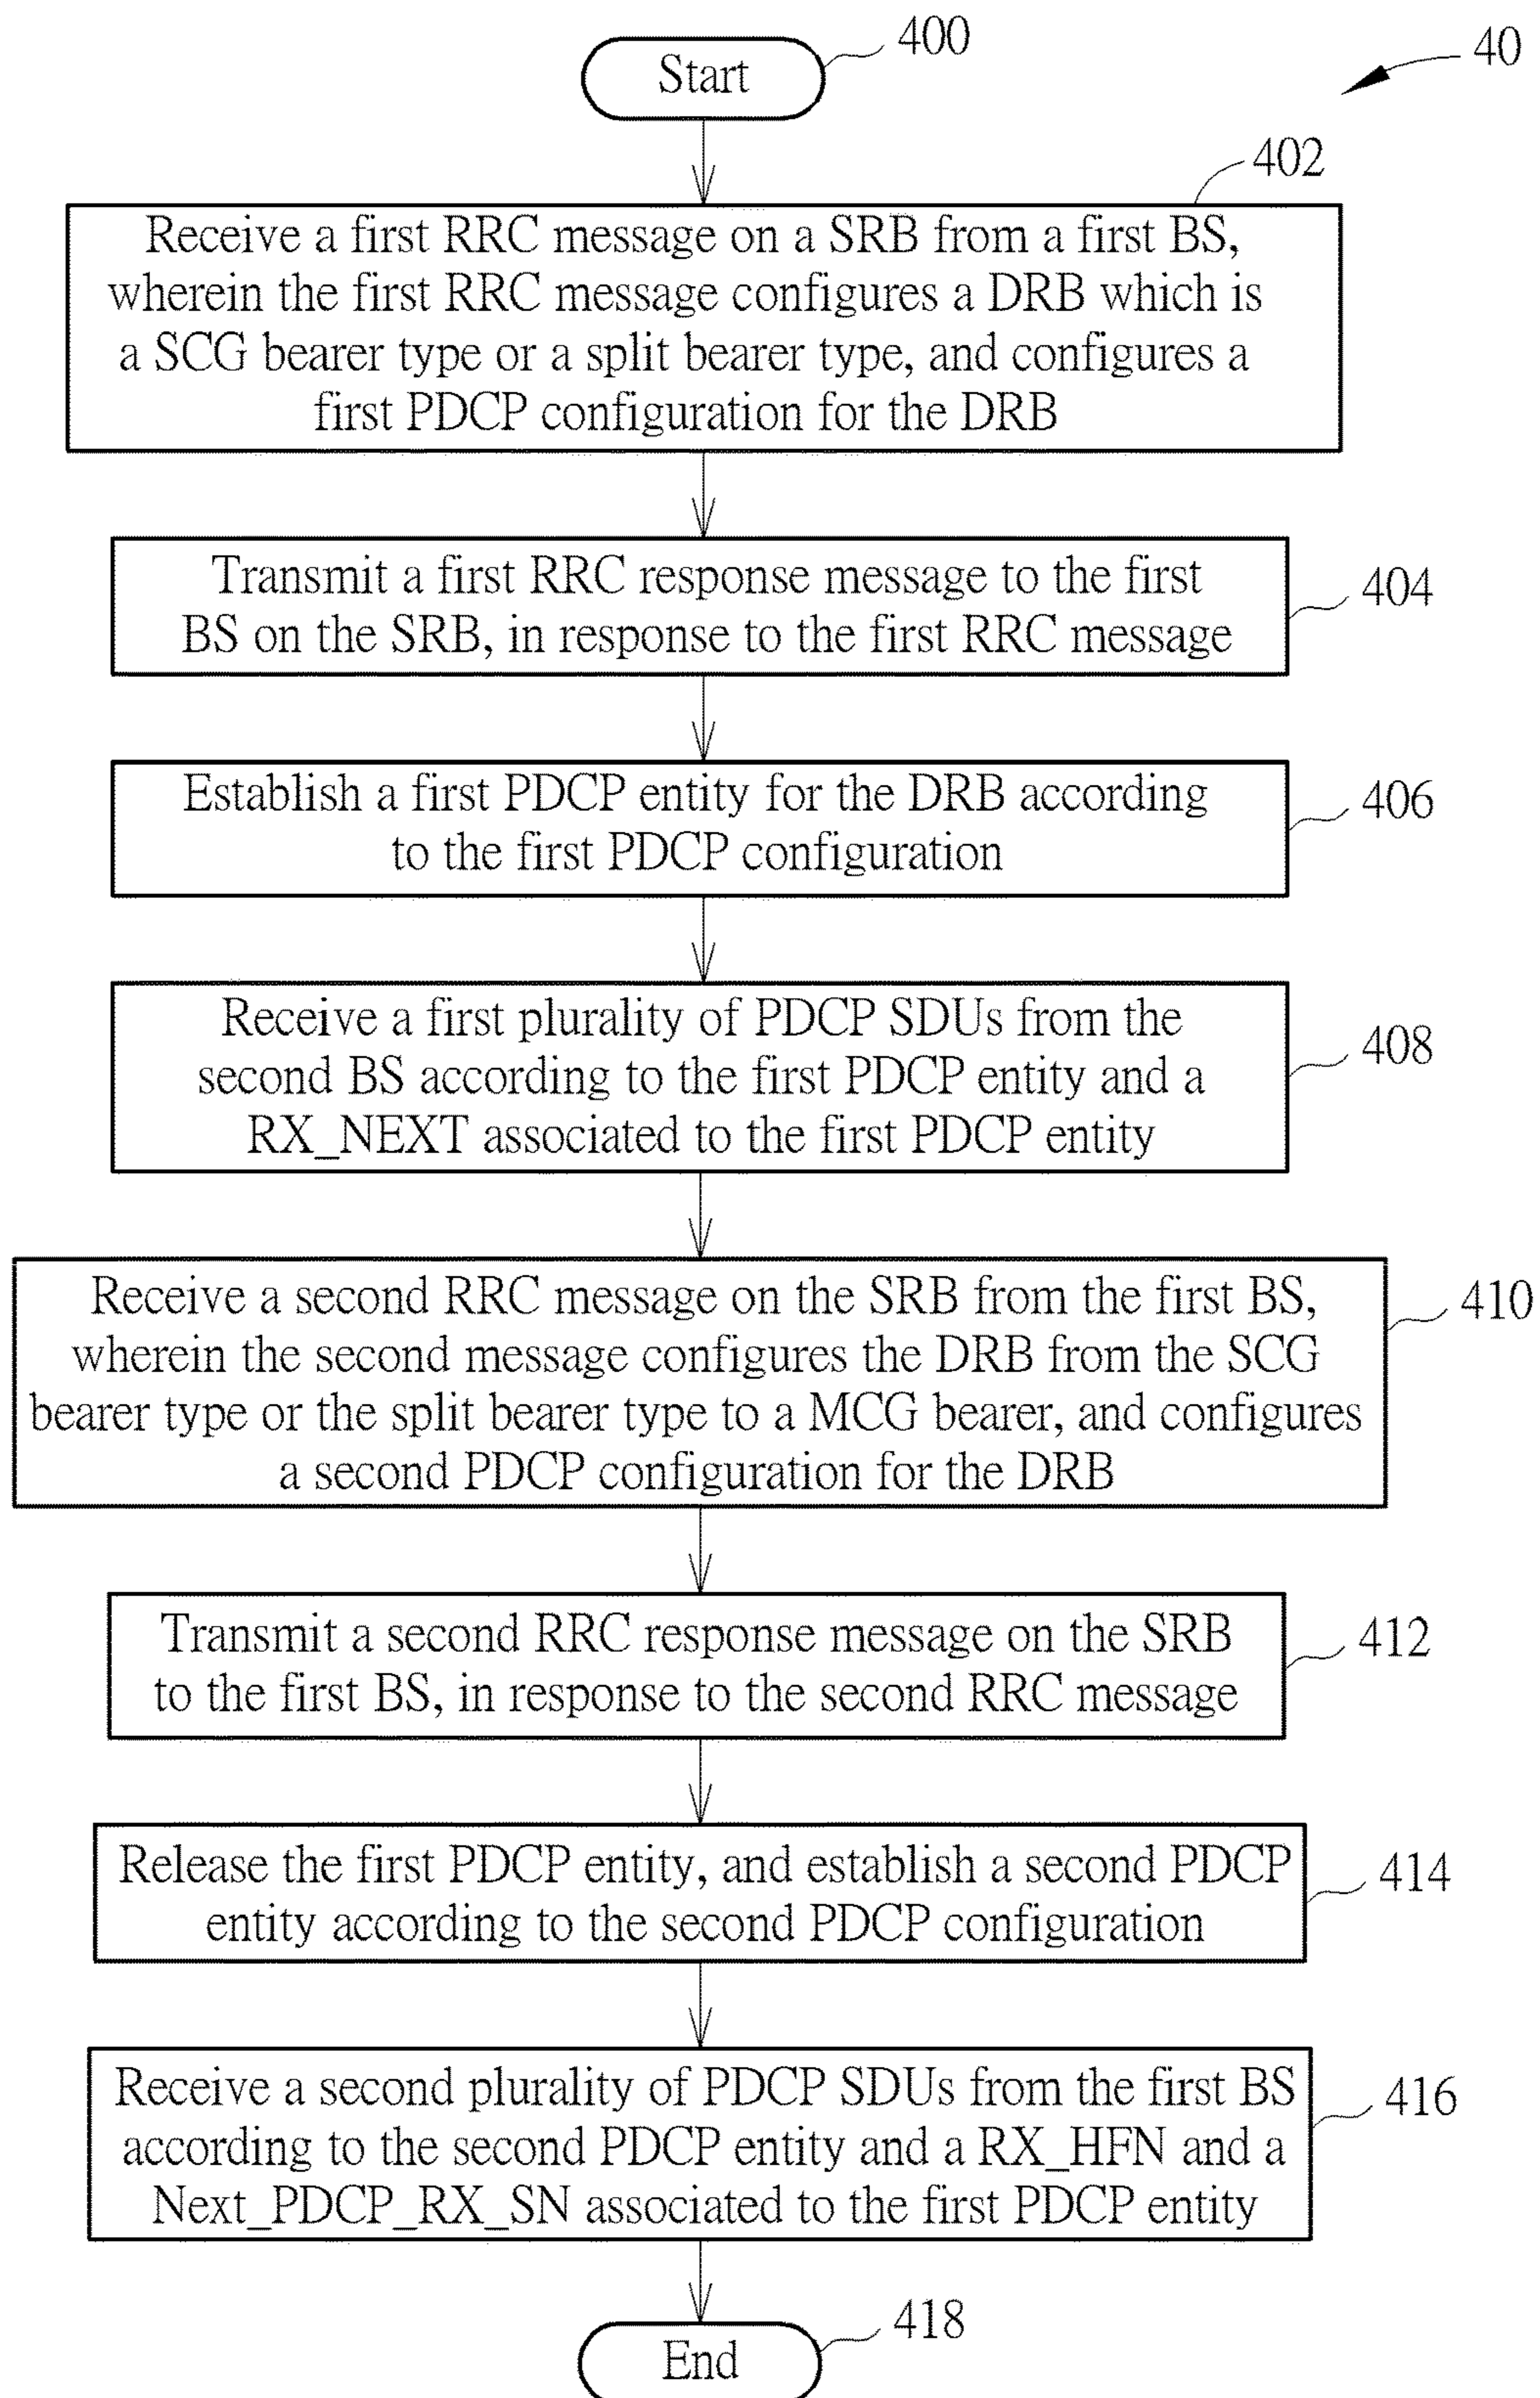 Start
400
40
402
Receive a first RRC message on a SRB from a first BS,
wherein the first RRC message configures a DRB which is
a SCG bearer type or a split bearer type, and configures a
first PDCP configuration for the DRB
Transmit a first RRC response message to the first
BS on the SRB, in response to the first RRC message
404
Establish a first PDCP entity for the DRB according
to the first PDCP configuration
406
Receive a first plurality of PDCP SDUs from the
second BS according to the first PDCP entity and a
RX_NEXT associated to the first PDCP entity
408
Receive a second RRC message on the SRB from the first BS,
wherein the second message configures the DRB from the SCG
bearer type or the split bearer type to a MCG bearer, and configures
a second PDCP configuration for the DRB
410
Transmit a second RRC response message on the SRB
to the first BS, in response to the second RRC message
412
Release the first PDCP entity, and establish a second PDCP
entity according to the second PDCP configuration
414
Receive a second plurality of PDCP SDUs from the first BS
according to the second PDCP entity and a RX_HFN and a
Next_PDCP_RX_SN associated to the first PDCP entity
416
End
418